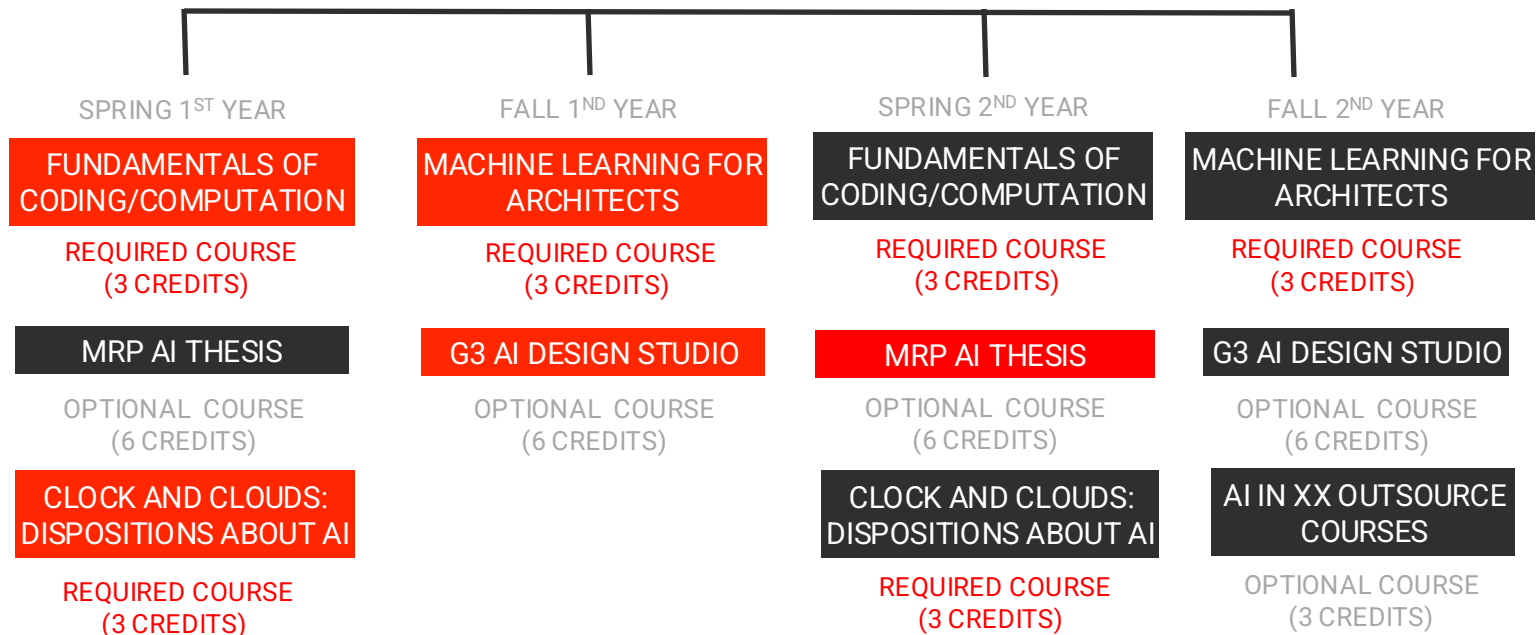 SPRING 1ST YEAR
FUNDAMENTALS OF
CODING/COMPUTATION
REQUIRED COURSE
(3 CREDITS)
MRP AI THESIS
OPTIONAL COURSE
(6 CREDITS)
CLOCK AND CLOUDS:
DISPOSITIONS ABOUT AI
REQUIRED COURSE
(3 CREDITS)
FALL 1ND YEAR
MACHINE LEARNING FOR
ARCHITECTS
REQUIRED COURSE
(3 CREDITS)
G3 AI DESIGN STUDIO
OPTIONAL COURSE
(6 CREDITS)
SPRING 2ND YEAR
FUNDAMENTALS OF
CODING/COMPUTATION
REQUIRED COURSE
(3 CREDITS)
MRP AI THESIS
OPTIONAL COURSE
(6 CREDITS)
CLOCK AND CLOUDS:
DISPOSITIONS ABOUT AI
REQUIRED COURSE
(3 CREDITS)
FALL 2ND YEAR
MACHINE LEARNING FOR
ARCHITECTS
REQUIRED COURSE
(3 CREDITS)
G3 AI DESIGN STUDIO
OPTIONAL COURSE
(6 CREDITS)
AI IN XX OUTSOURCE
COURSES
OPTIONAL COURSE
(3 CREDITS)